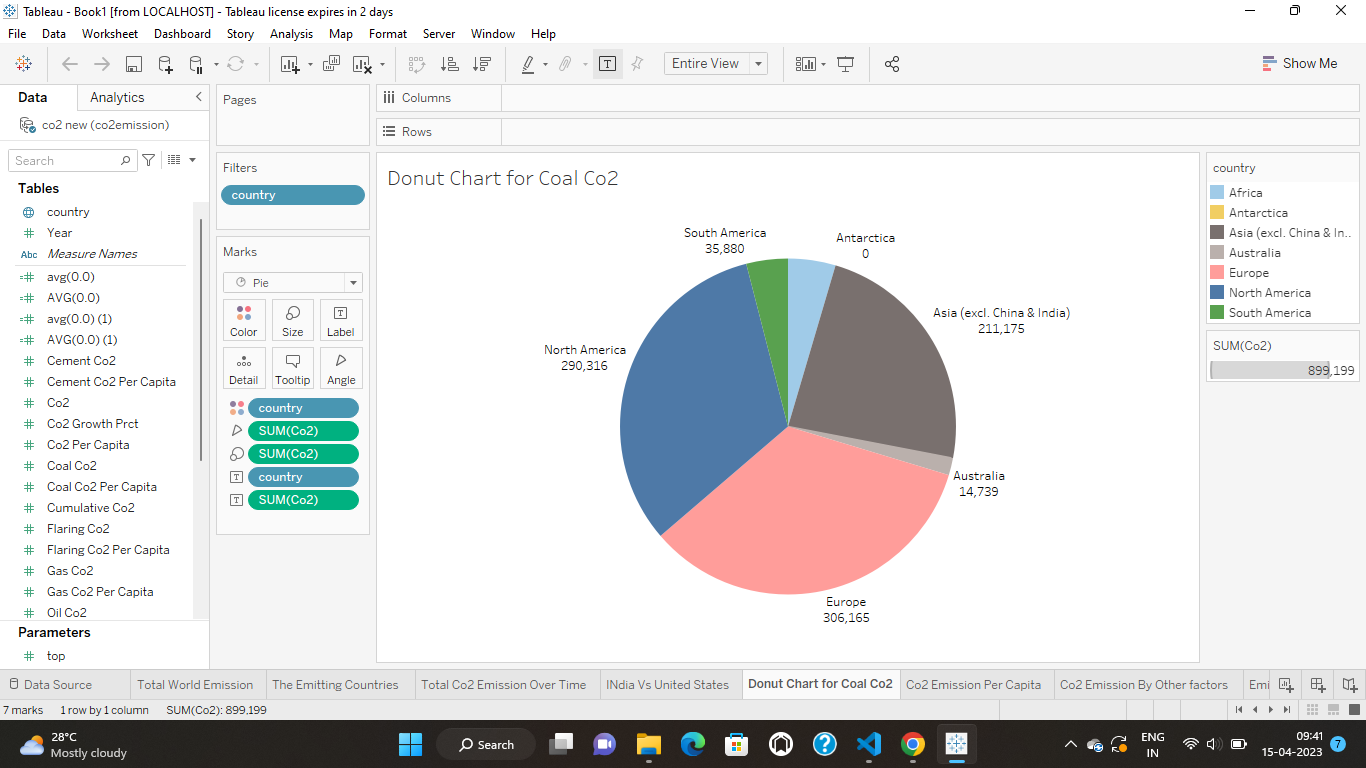 Tableau - Book1 [from LOCALHOST] - Tableau license expires in 2 days
File Data Worksheet Dashboard Story Analysis Map Format Server Window Help
Entire View
Show Me
Data Analytics
co2 new (co2emission)
Search
Tables
country
Year
Abc Measure Names
avg(0.0)
AVG(0.0)
avg(0.0) (1)
AVG(0.0) (1)
Cement Co2
Cement Co2 Per Capita
Co2
Co2 Growth Prct
Co2 Per Capita
Coal Co2
Coal Co2 Per Capita
Cumulative Co2
Flaring Co2
Flaring Co2 Per Capita
Gas Co2
Gas Co2 Per Capita
Oil Co2
Parameters
top
Pages
Filters
country
Marks
Pie
Color Size Label
Detail Tooltip Angle
country
SUM(Co2)
SUM(Co2)
country
SUM(Co2)
Columns
Rows
Donut Chart for Coal Co2
South America
35,880
Antarctica
0
Asia (excl. China & India)
211,175
North America
290,316
Australia
14,739
Europe
306,165
country
Africa
Antarctica
Asia (excl. China & In..
Australia
Europe
North America
South America
SUM(Co2)
899,199
Data Source Total World Emission The Emitting Countries Total Co2 Emission Over Time INdia Vs United States Donut Chart for Coal Co2 Co2 Emission Per Capita Co2 Emission By Other factors Emi
7 marks 1 row by 1 column SUM(Co2): 899,199
28°C
Mostly cloudy
Search
ENG
IN
09:41
15-04-2023
7